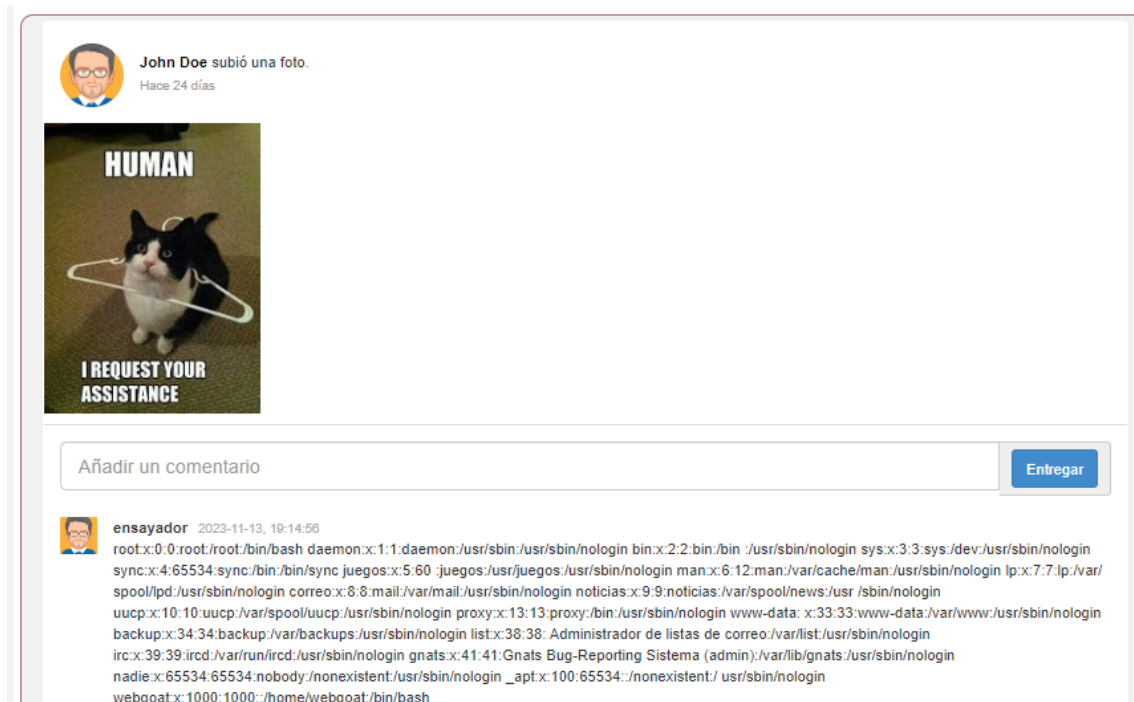 John Doe subió una foto.
Hace 24 días
HUMAN
I REQUEST YOUR
ASSISTANCE
Añadir un comentario
Entregar
ensayador 2023-11-13, 19:14:56
root:x:0:0:root:/root:/bin/bash daemon:x:1:1:daemon:/usr/sbin:/usr/sbin/nologin bin:x:2:2:bin:/bin :/usr/sbin/nologin sys:x:3:3:sys:/dev:/usr/sbin/nologin
sync:x:4:65534:sync:/bin:/bin/sync juegos:x:5:60 :juegos:/usr/juegos:/usr/sbin/nologin man:x:6:12:man:/var/cache/man:/usr/sbin/nologin lp:x:7:7:lp:/var/
spool/lpd:/usr/sbin/nologin correo:x:8:8:mail:/var/mail:/usr/sbin/nologin noticias:x:9:9:noticias:/var/spool/news:/usr /sbin/nologin
uucp:x:10:10:uucp:/var/spool/uucp:/usr/sbin/nologin proxy:x:13:13:proxy:/bin:/usr/sbin/nologin www-data: x:33:33:www-data:/var/www:/usr/sbin/nologin
backup:x:34:34:backup:/var/backups:/usr/sbin/nologin list:x:38:38: Administrador de listas de correo:/var/list:/usr/sbin/nologin
irc:x:39:39:ircd:/var/run/ircd:/usr/sbin/nologin gnats:x:41:41:Gnats Bug-Reporting Sistema (admin):/var/lib/gnats:/usr/sbin/nologin
nadie:x:65534:65534:nobody:/nonexistent:/usr/sbin/nologin _apt:x:100:65534::/nonexistent:/ usr/sbin/nologin
webgoat:x:1000:1000::/home/webgoat:/bin/bash